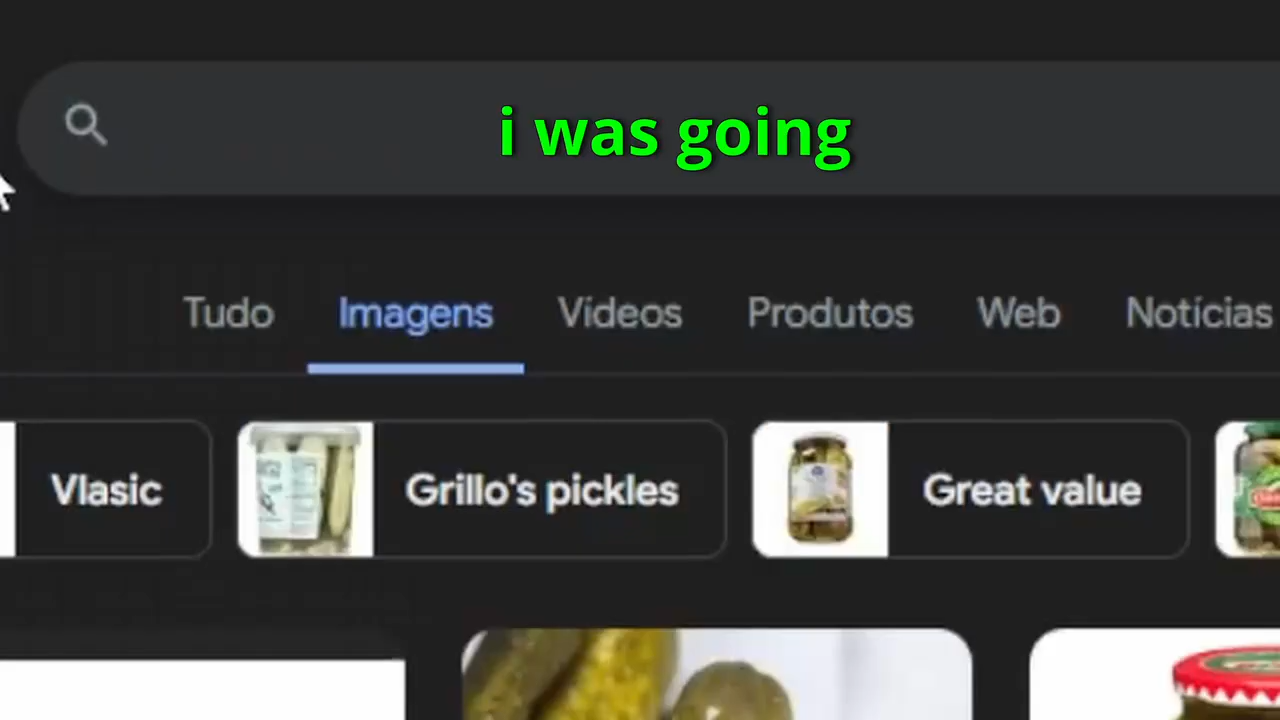 i was going
Tudo Imagens Vídeos Produtos Web Notícias
Vlasic Grillo's pickles Great value